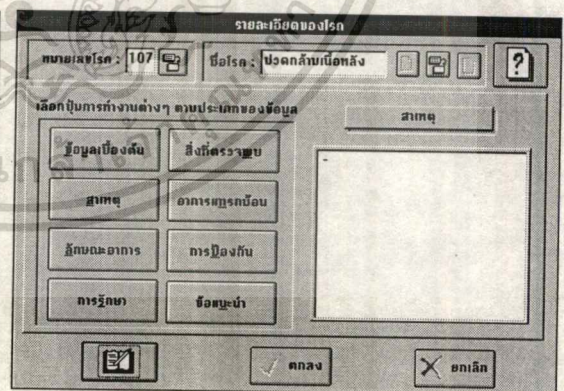 รายละเอียดของโรก
หมายเลขโรค : 107 ชื่อโรค : ปวดกล้ามเนื้อหลัง
เลือกปุ่มการทำงานต่างๆ ตามประเภทของข้อมูล
ข้อมูลเบื้องต้น สิ่งที่ตรวจพบ สาเหตุ
สาเหตุ อาการแทรกซ้อน
ลักษณะอาการ การป้องกัน
การรักษา ข้อแนะนำ
ตกลง ยกเลิก